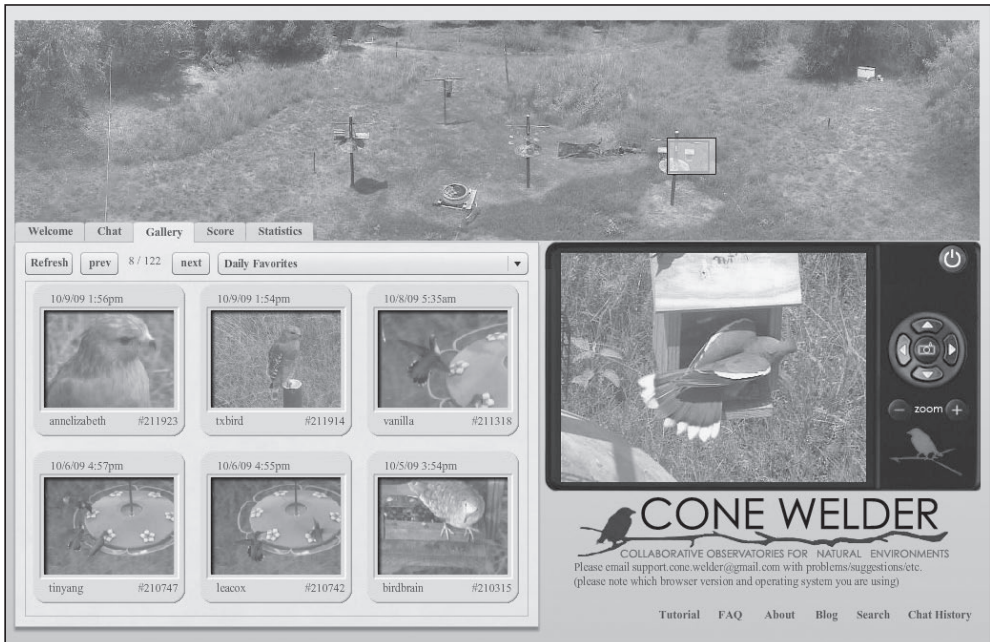 Welcome Chat Gallery Score Statistics
Refresh prev 8 / 122 next Daily Favorites
10/9/09 1:56pm 10/9/09 1:54pm 10/8/09 5:35am
annelizabeth #211923 txbird #211914 vanilla #211318
10/6/09 4:57pm 10/6/09 4:55pm 10/5/09 3:54pm
tinyang #210747 leacox #210742 birdbrain #210315
zoom
CONE WELDER
COLLABORATIVE OBSERVATORIES FOR NATURAL ENVIRONMENTS
Please email support.cone.welder@gmail.com with problems/suggestions/etc.
(please note which browser version and operating system you are using)
Tutorial FAQ About Blog Search Chat History